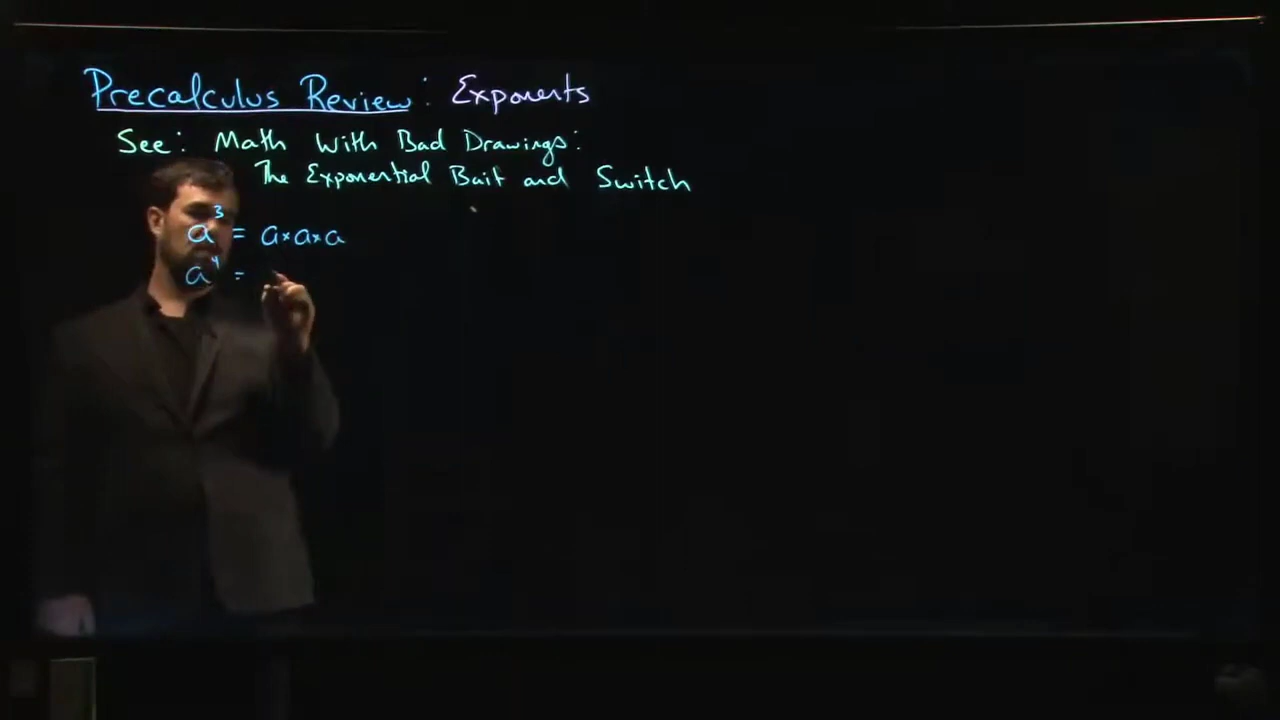 Precalculus Review: Exponents
See: Math With Bad Drawings:
The Exponential Bait and Switch
a³ = a×a×a
a⁴ =